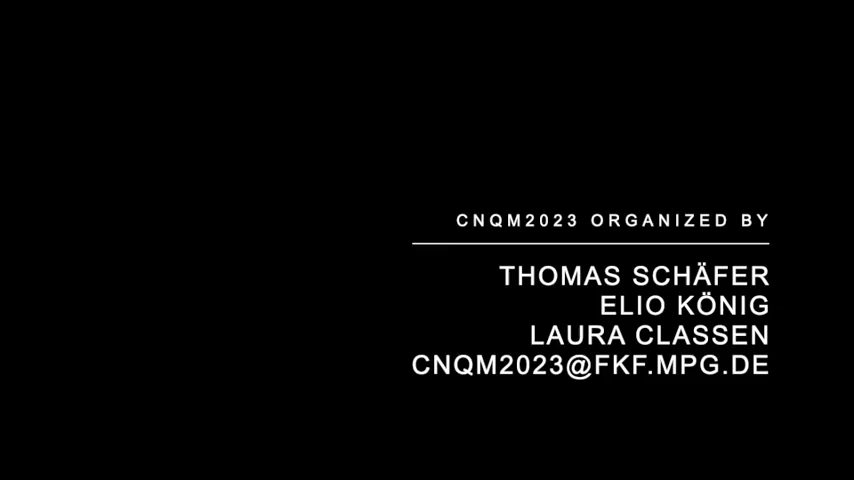 CNQM2023 ORGANIZED BY
THOMAS SCHÄFER
ELIO KÖNIG
LAURA CLASSEN
CNQM2023@FKF.MPG.DE